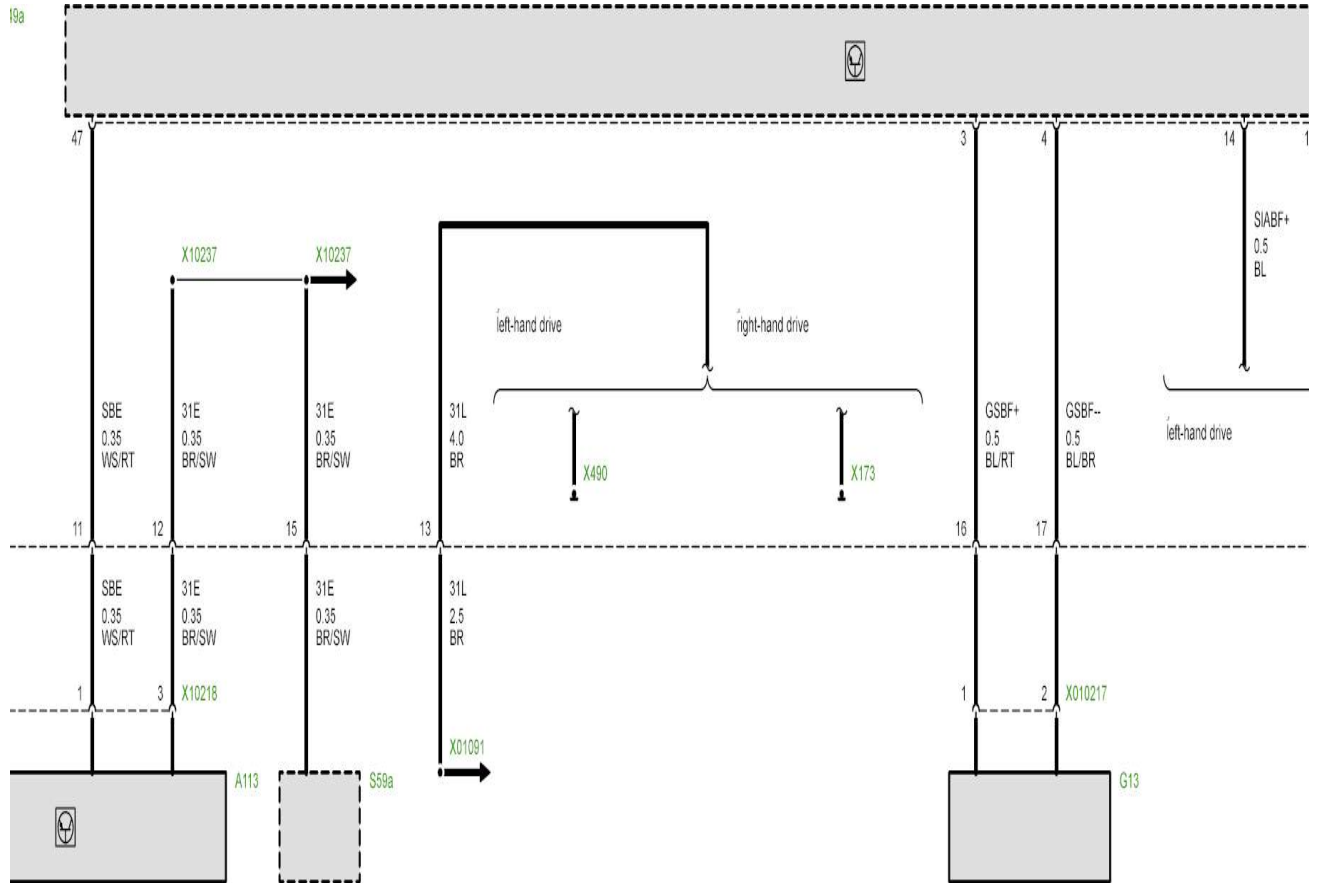 49a
47
3
4
14
1
SIABF+
0.5
BL
X10237
X10237
left-hand drive
right-hand drive
SBE
0.35
WS/RT
31E
0.35
BR/SW
31E
0.35
BR/SW
31L
4.0
BR
GSBF+
0.5
BL/RT
GSBF--
0.5
BL/BR
left-hand drive
X490
X173
11
12
15
13
16
17
SBE
0.35
WS/RT
31E
0.35
BR/SW
31E
0.35
BR/SW
31L
2.5
BR
1
3
X10218
1
2
X010217
X01091
A113
S59a
G13